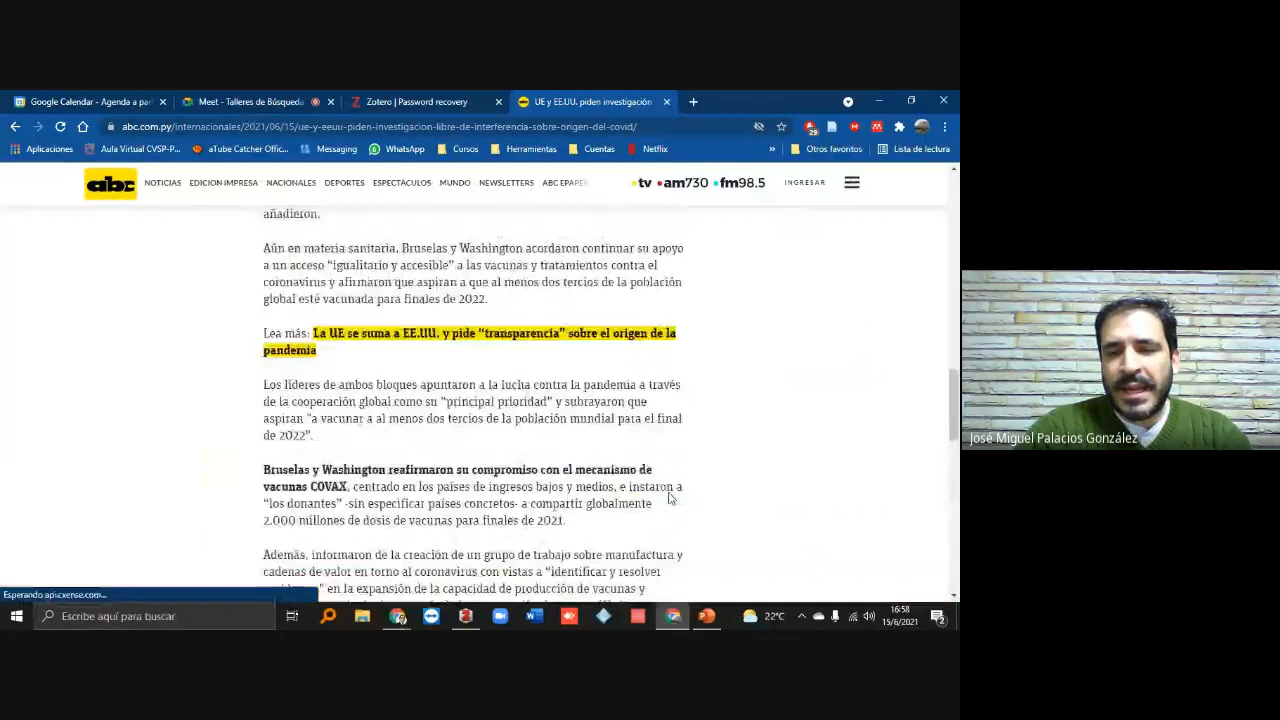 Google Calendar - Agenda a par
Meet - Talleres de Búsqueda
Zotero | Password recovery
UE y EE.UU. piden investigación
abc.com.py/internacionales/2021/06/15/ue-y-eeuu-piden-investigacion-libre-de-interferencia-sobre-origen-del-covid/
29
Aplicaciones
Aula Virtual CVSP-P...
aTube Catcher Oficial...
Messaging
WhatsApp
Cursos
Herramientas
Cuentas
Netflix
»
Otros favoritos
Lista de lectura
abc
NOTICIAS
EDICION IMPRESA
NACIONALES
DEPORTES
ESPECTACULOS
MUNDO
NEWSLETTERS
ABC EPAPER
tv
am730
fm98.5
INGRESAR
añadieron.
Aún en materia sanitaria, Bruselas y Washington acordaron continuar su apoyo
a un acceso “igualitario y accesible” a las vacunas y tratamientos contra el
coronavirus y afirmaron que aspiran a que al menos dos tercios de la población
global esté vacunada para finales de 2022.
Lea más: La UE se suma a EE.UU. y pide “transparencia” sobre el origen de la
pandemia
Los líderes de ambos bloques apuntaron a la lucha contra la pandemia a través
de la cooperación global como su “principal prioridad” y subrayaron que
aspiran "a vacunar a al menos dos tercios de la población mundial para el final
de 2022".
Bruselas y Washington reafirmaron su compromiso con el mecanismo de
vacunas COVAX, centrado en los países de ingresos bajos y medios, e instaron a
“los donantes” -sin especificar países concretos- a compartir globalmente
2.000 millones de dosis de vacunas para finales de 2021.
Además, informaron de la creación de un grupo de trabajo sobre manufactura y
cadenas de valor en torno al coronavirus con vistas a “identificar y resolver
en la expansión de la capacidad de producción de vacunas y
Esperando api.cxense.com...
Escribe aquí para buscar
22°C
16:58
15/6/2021
2
José Miguel Palacios González